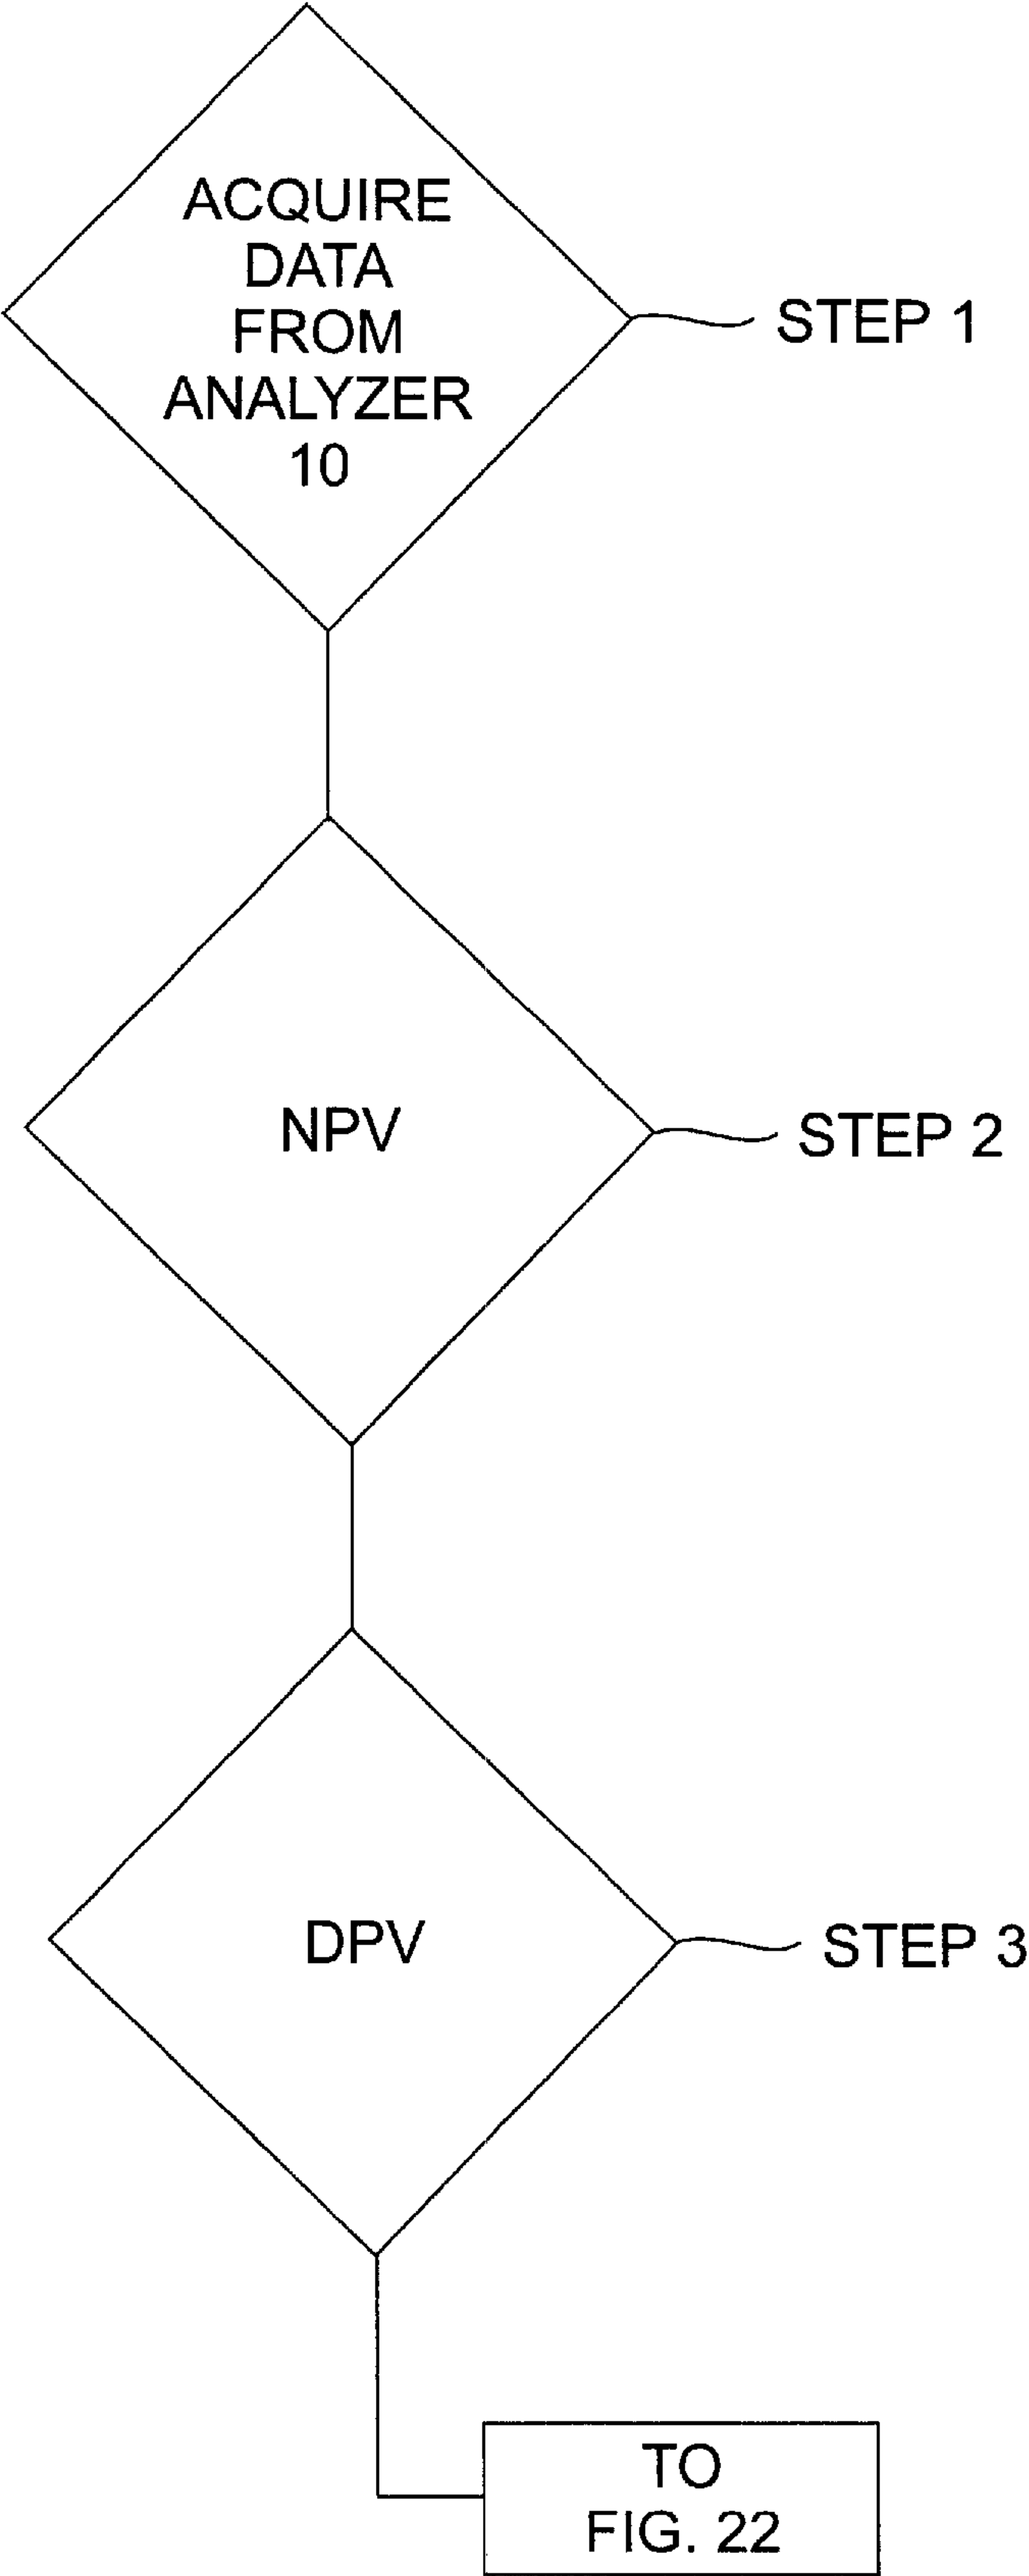 ACQUIRE
DATA
FROM
ANALYZER
10
STEP 1
NPV
STEP 2
DPV
STEP 3
TO
FIG. 22